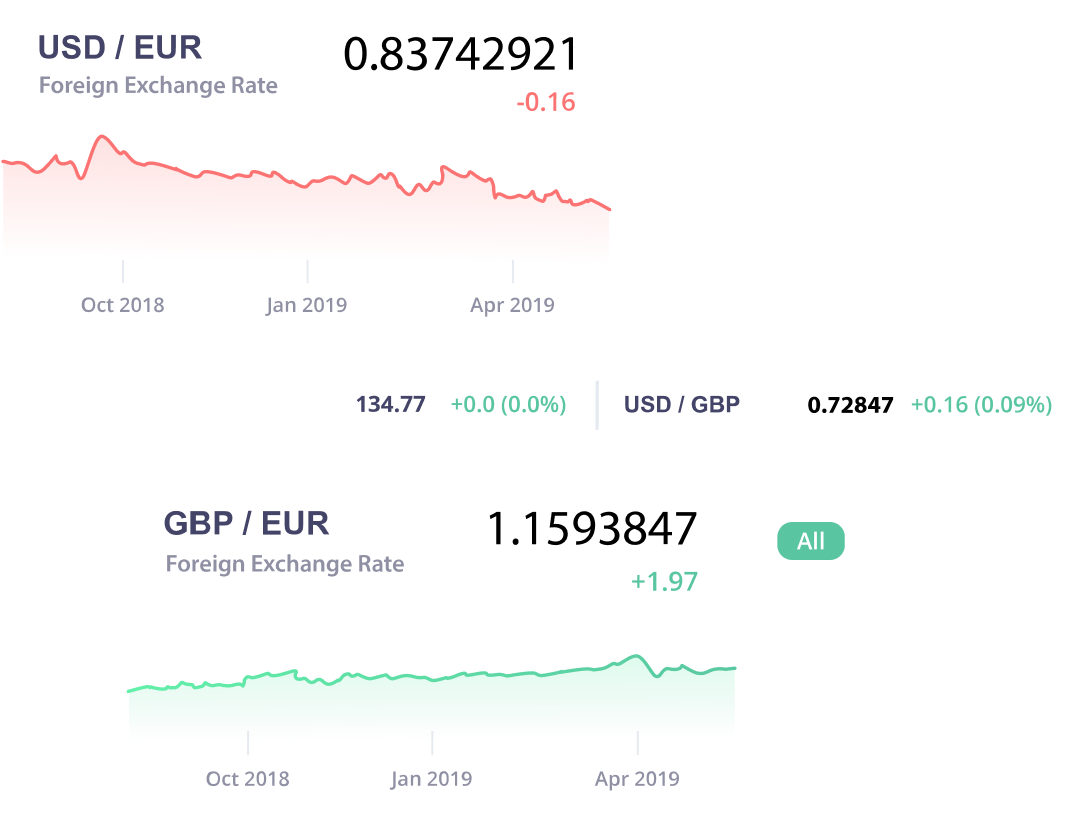 USD / EUR 0.83742921
Foreign Exchange Rate
-0.16
Oct 2018 Jan 2019 Apr 2019
134.77 +0.0 (0.0%) USD / GBP 0.72847 +0.16 (0.09%)
GBP / EUR 1.1593847 All
Foreign Exchange Rate
+1.97
Oct 2018 Jan 2019 Apr 2019